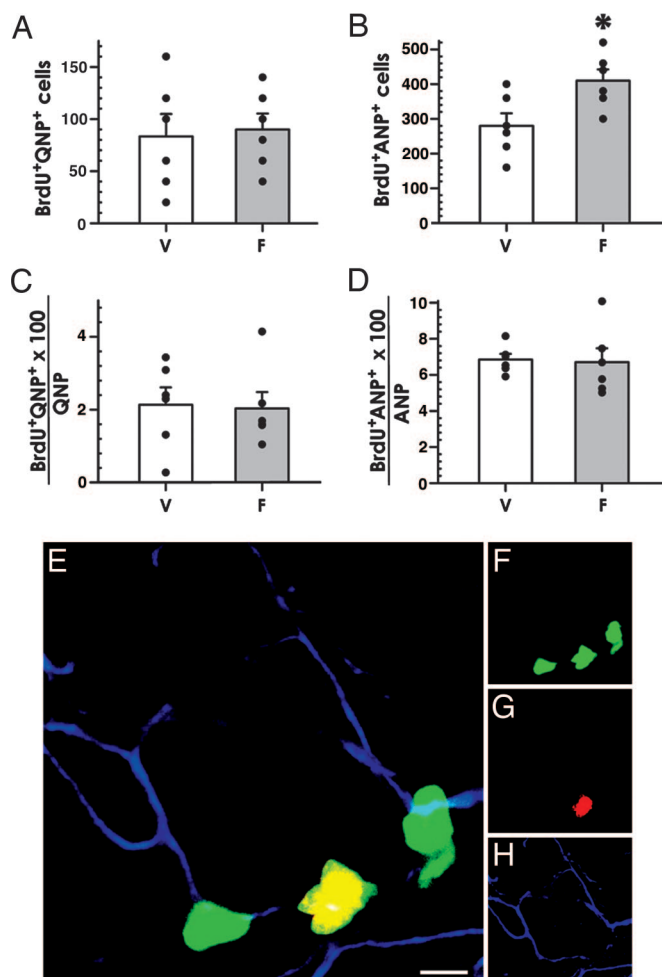 A
BrdU⁺QNP⁺ cells
150
100
50
0
V
F
B
BrdU⁺ANP⁺ cells
500
400
300
200
100
0
*
V
F
C
BrdU⁺QNP⁺ x 100
QNP
4
2
0
V
F
D
BrdU⁺ANP⁺ x 100
ANP
10
8
6
4
2
0
V
F
E
F
G
H